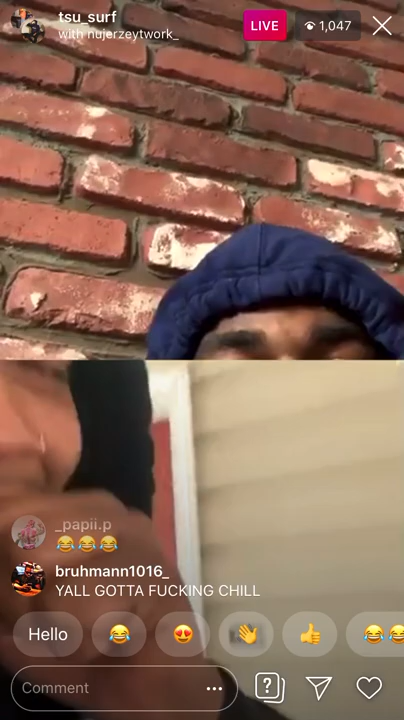 tsu_surf
with nujerzeytwork_
LIVE
1,047
_papii.p
😂😂😂
bruhmann1016_
YALL GOTTA FUCKING CHILL
Hello
Comment